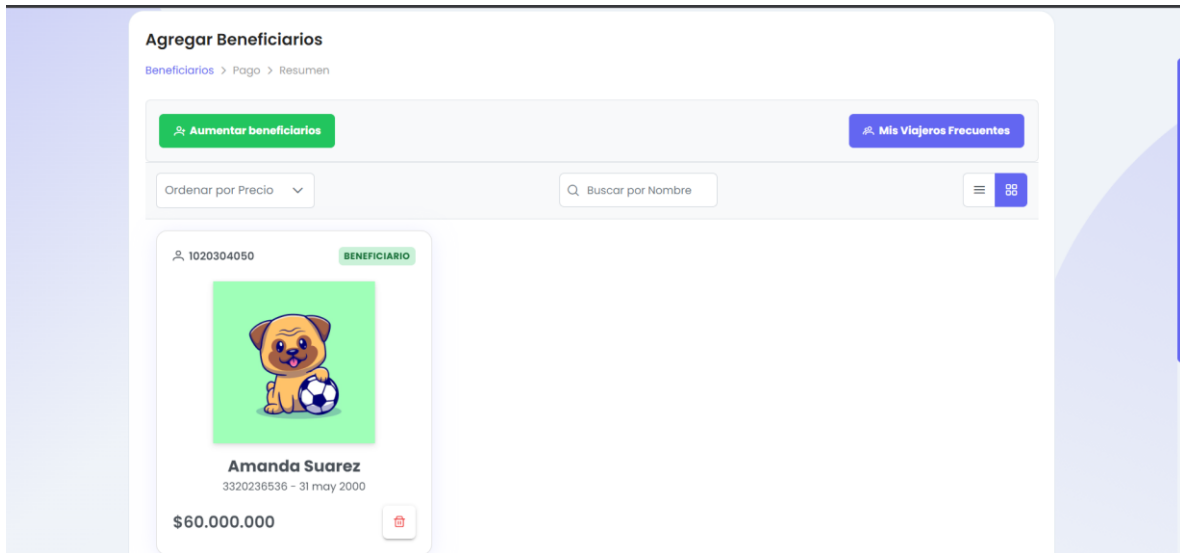 Agregar Beneficiarios
Beneficiarios > Pago > Resumen
Aumentar beneficiarios
Mis Viajeros Frecuentes
Ordenar por Precio
Buscar por Nombre
1020304050
BENEFICIARIO
Amanda Suarez
3320236536 - 31 may 2000
$60.000.000